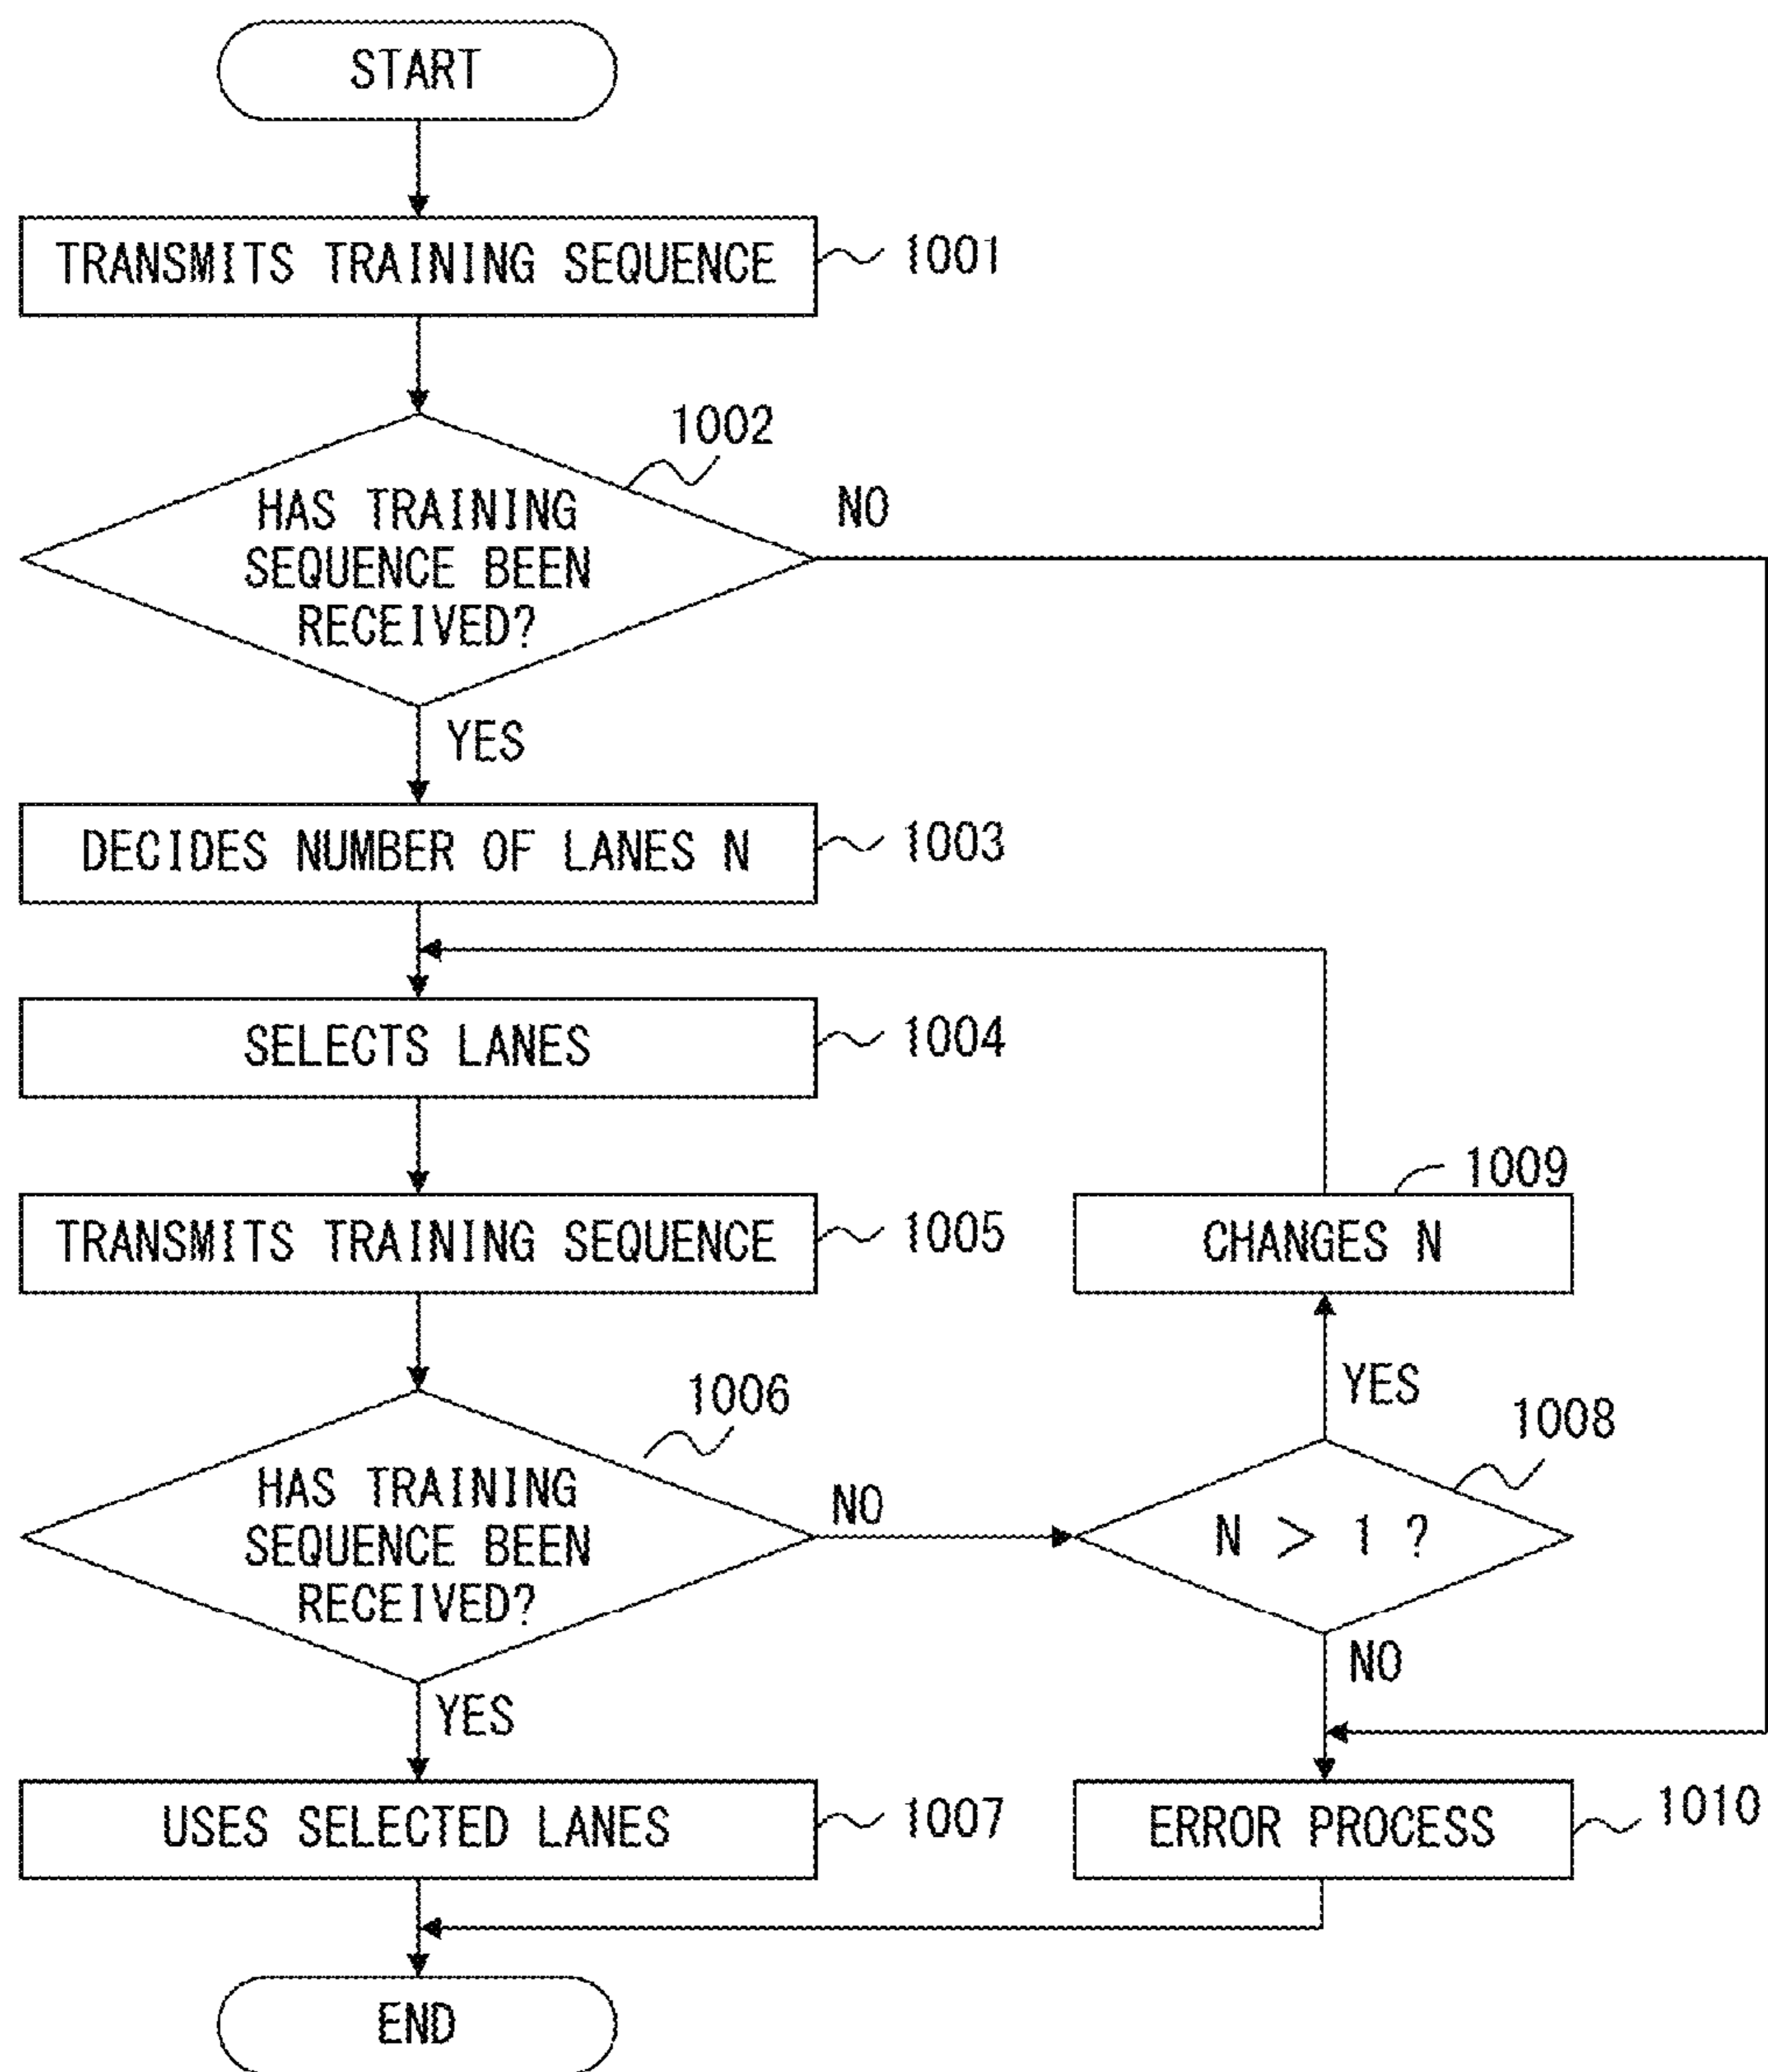 START
TRANSMITS TRAINING SEQUENCE
1001
1002
HAS TRAINING
SEQUENCE BEEN
RECEIVED?
NO
YES
DECIDES NUMBER OF LANES N
1003
SELECTS LANES
1004
TRANSMITS TRAINING SEQUENCE
1005
1009
CHANGES N
YES
1006
HAS TRAINING
SEQUENCE BEEN
RECEIVED?
NO
1008
N > 1 ?
NO
YES
USES SELECTED LANES
1007
ERROR PROCESS
1010
END